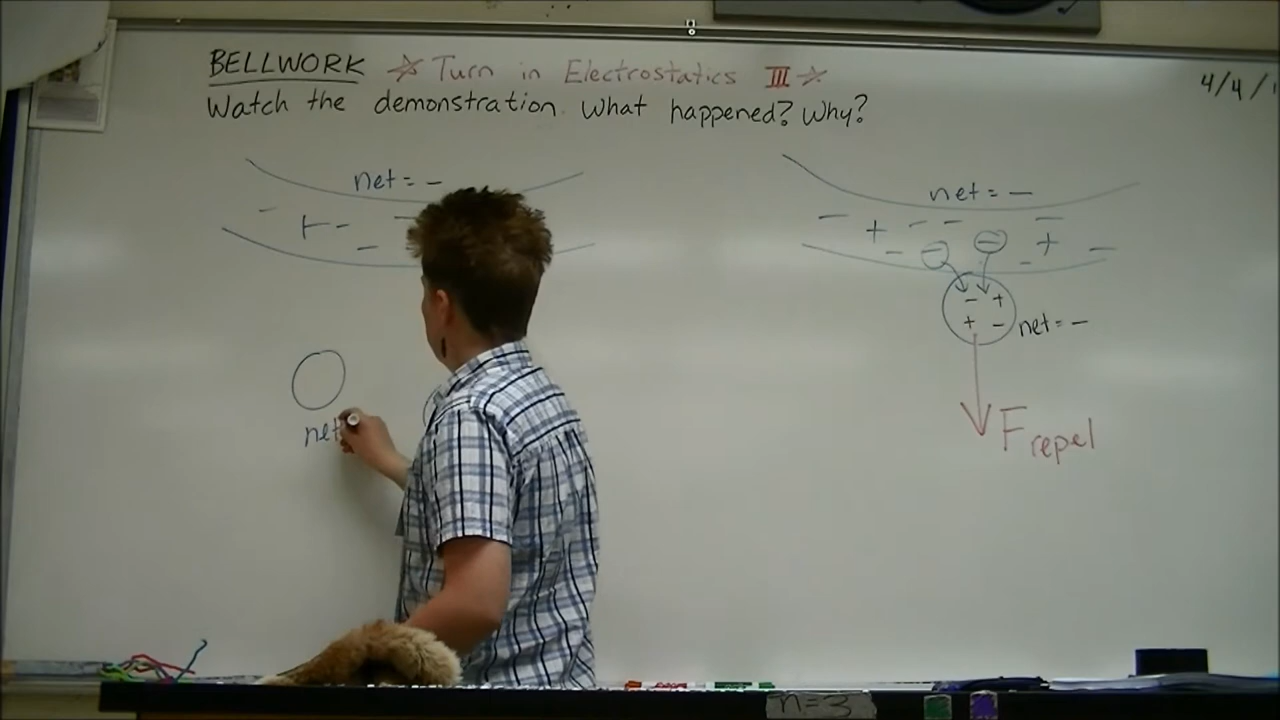 BELLWORK ☆ Turn in Electrostatics III ☆
4/4/1
Watch the demonstration. What happened? Why?
net = -
- + - - -
net
net = -
- + - - - -
- - - + -
- +
+ - net = -
F repel
n=3